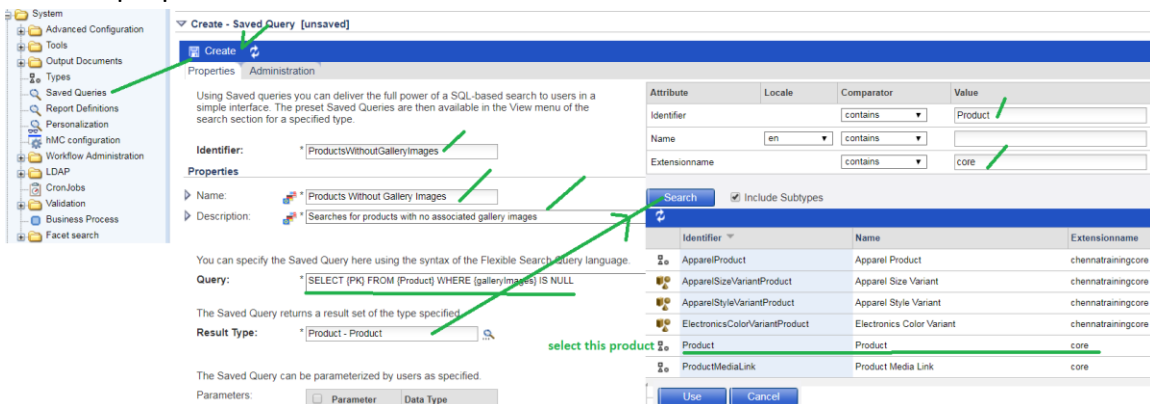 System
Advanced Configuration
Tools
Output Documents
Types
Saved Queries
Report Definitions
Personalization
hMC configuration
Workflow Administration
LDAP
CronJobs
Validation
Business Process
Facet search
Create - Saved Query [unsaved]
Create
Properties Administration
Using Saved queries you can deliver the full power of a SQL-based search to users in a
simple interface. The preset Saved Queries are then available in the View menu of the
search section for a specified type.
Identifier: * ProductsWithoutGalleryImages
Properties
Name: * Products Without Gallery Images
Description: * Searches for products with no associated gallery images
You can specify the Saved Query here using the syntax of the Flexible Search Query language.
Query: * SELECT {PK} FROM {Product} WHERE {galleryImages} IS NULL
The Saved Query returns a result set of the type specified.
Result Type: * Product - Product
The Saved Query can be parameterized by users as specified.
Parameters: Parameter Data Type
Attribute Locale Comparator Value
Identifier contains Product
Name en contains
Extensionname contains core
Search Include Subtypes
Identifier Name Extensionname
ApparelProduct Apparel Product chennatrainingcore
ApparelSizeVariantProduct Apparel Size Variant chennatrainingcore
ApparelStyleVariantProduct Apparel Style Variant chennatrainingcore
ElectronicsColorVariantProduct Electronics Color Variant chennatrainingcore
select this product Product Product core
ProductMediaLink Product Media Link core
Use Cancel